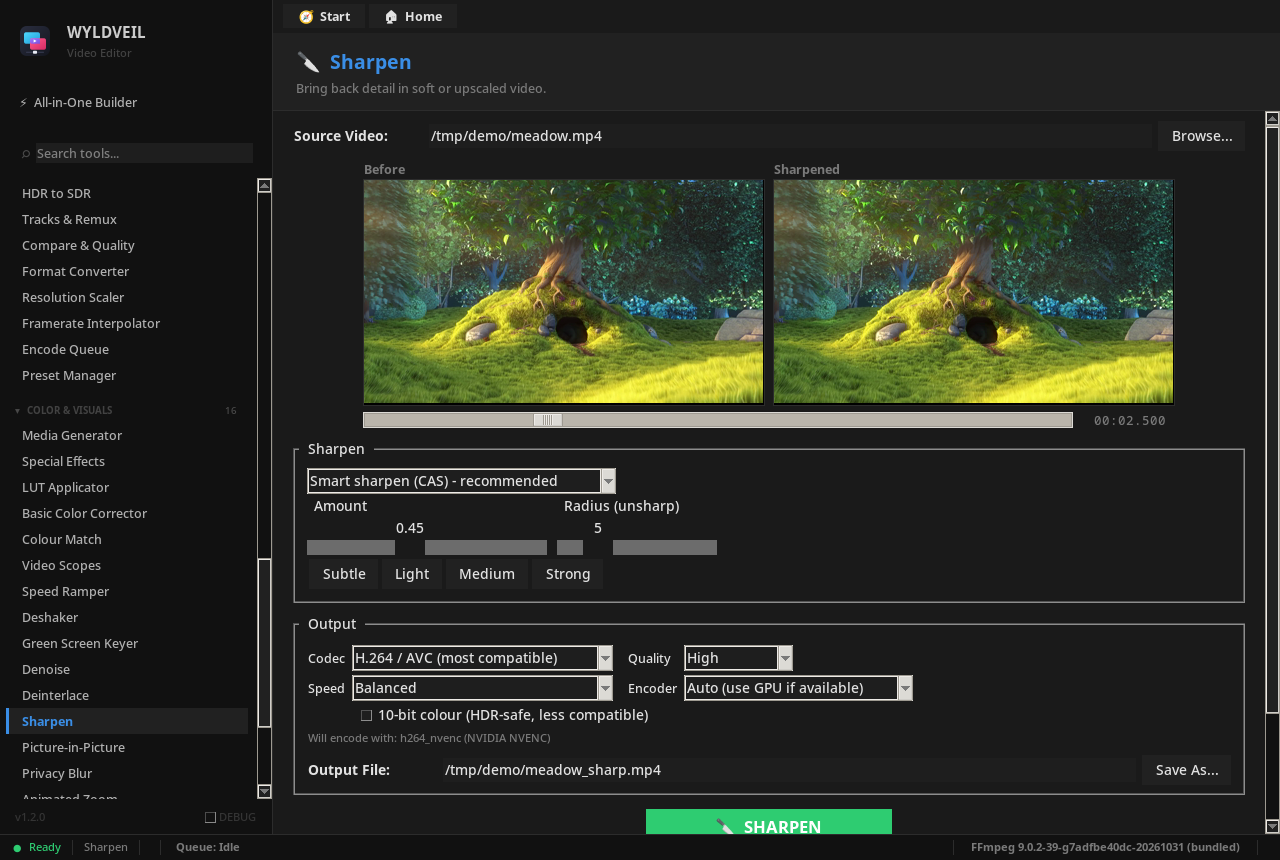 WYLDVEIL
Video Editor
⚡ All-in-One Builder
Search tools...
HDR to SDR
Tracks & Remux
Compare & Quality
Format Converter
Resolution Scaler
Framerate Interpolator
Encode Queue
Preset Manager
▾ COLOR & VISUALS 16
Media Generator
Special Effects
LUT Applicator
Basic Color Corrector
Colour Match
Video Scopes
Speed Ramper
Deshaker
Green Screen Keyer
Denoise
Deinterlace
Sharpen
Picture-in-Picture
Privacy Blur
Animated Zoom
v1.2.0 DEBUG
Start Home
Sharpen
Bring back detail in soft or upscaled video.
Source Video: /tmp/demo/meadow.mp4 Browse...
Before Sharpened
00:02.500
Sharpen
Smart sharpen (CAS) - recommended
Amount Radius (unsharp)
0.45 5
Subtle Light Medium Strong
Output
Codec H.264 / AVC (most compatible) Quality High
Speed Balanced Encoder Auto (use GPU if available)
10-bit colour (HDR-safe, less compatible)
Will encode with: h264_nvenc (NVIDIA NVENC)
Output File: /tmp/demo/meadow_sharp.mp4 Save As...
SHARPEN
Ready Sharpen Queue: Idle FFmpeg 9.0.2-39-g7adfbe40dc-20261031 (bundled)